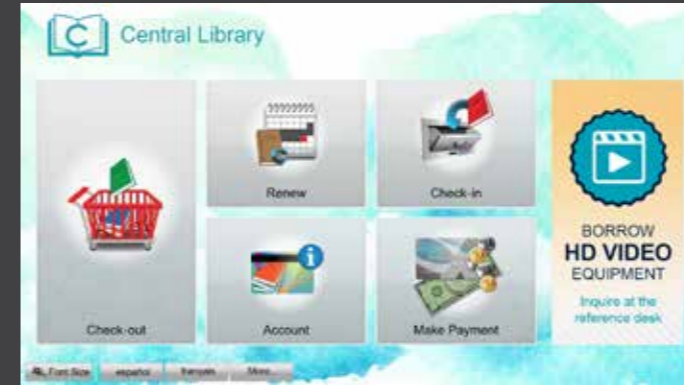 Central Library
Renew
Check-in
Check-out
Account
Make Payment
BORROW
HD VIDEO
EQUIPMENT
Inquire at the
reference desk
Font Size
español
français
More...